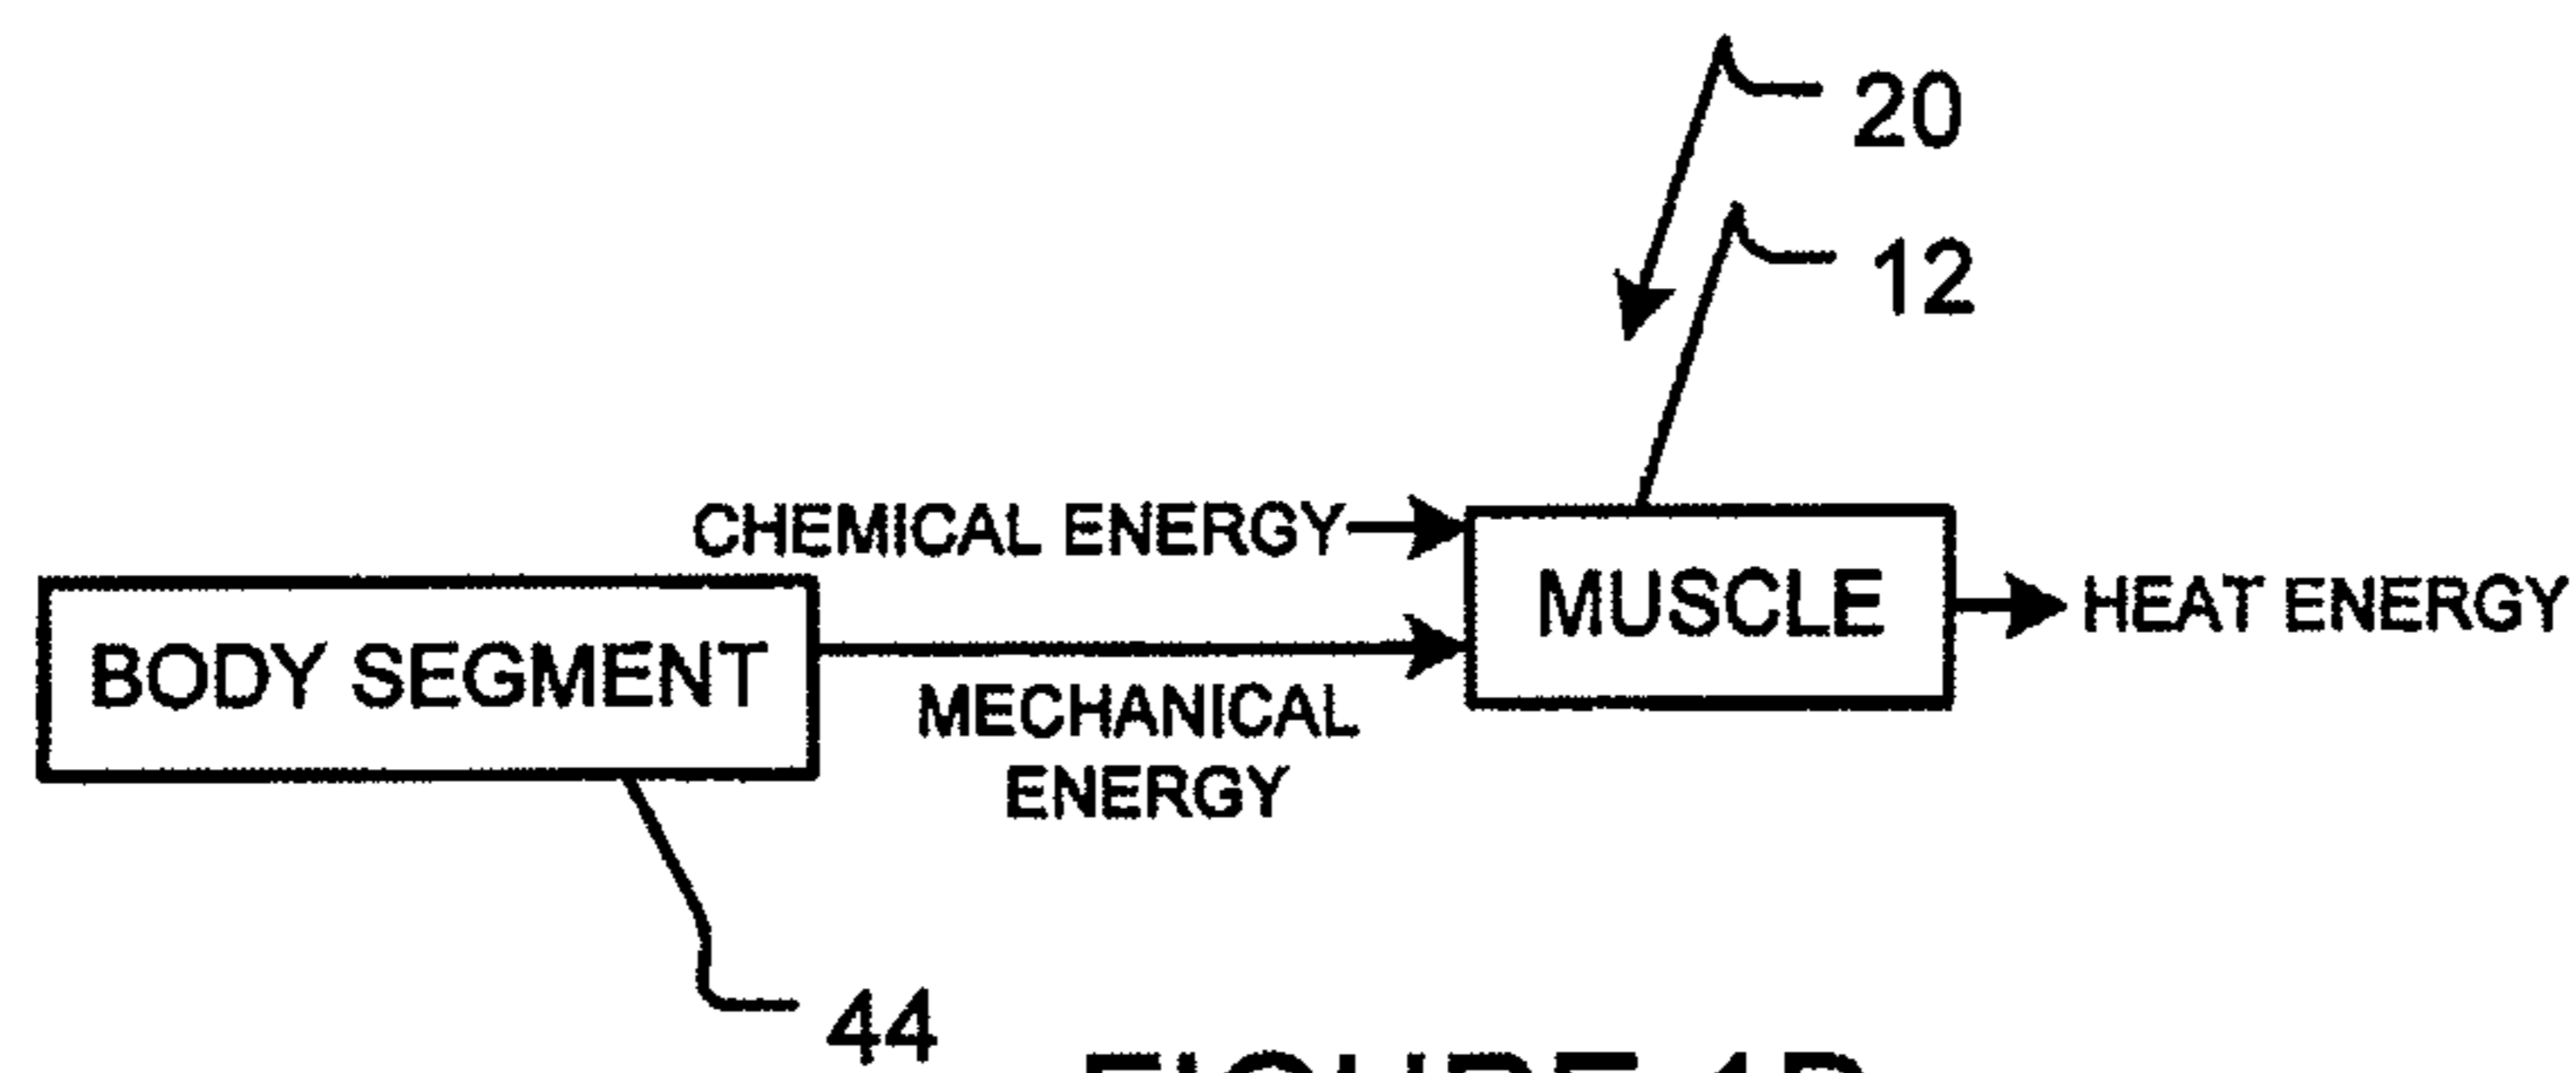 20
12
CHEMICAL ENERGY
MUSCLE
HEAT ENERGY
BODY SEGMENT
MECHANICAL
ENERGY
44